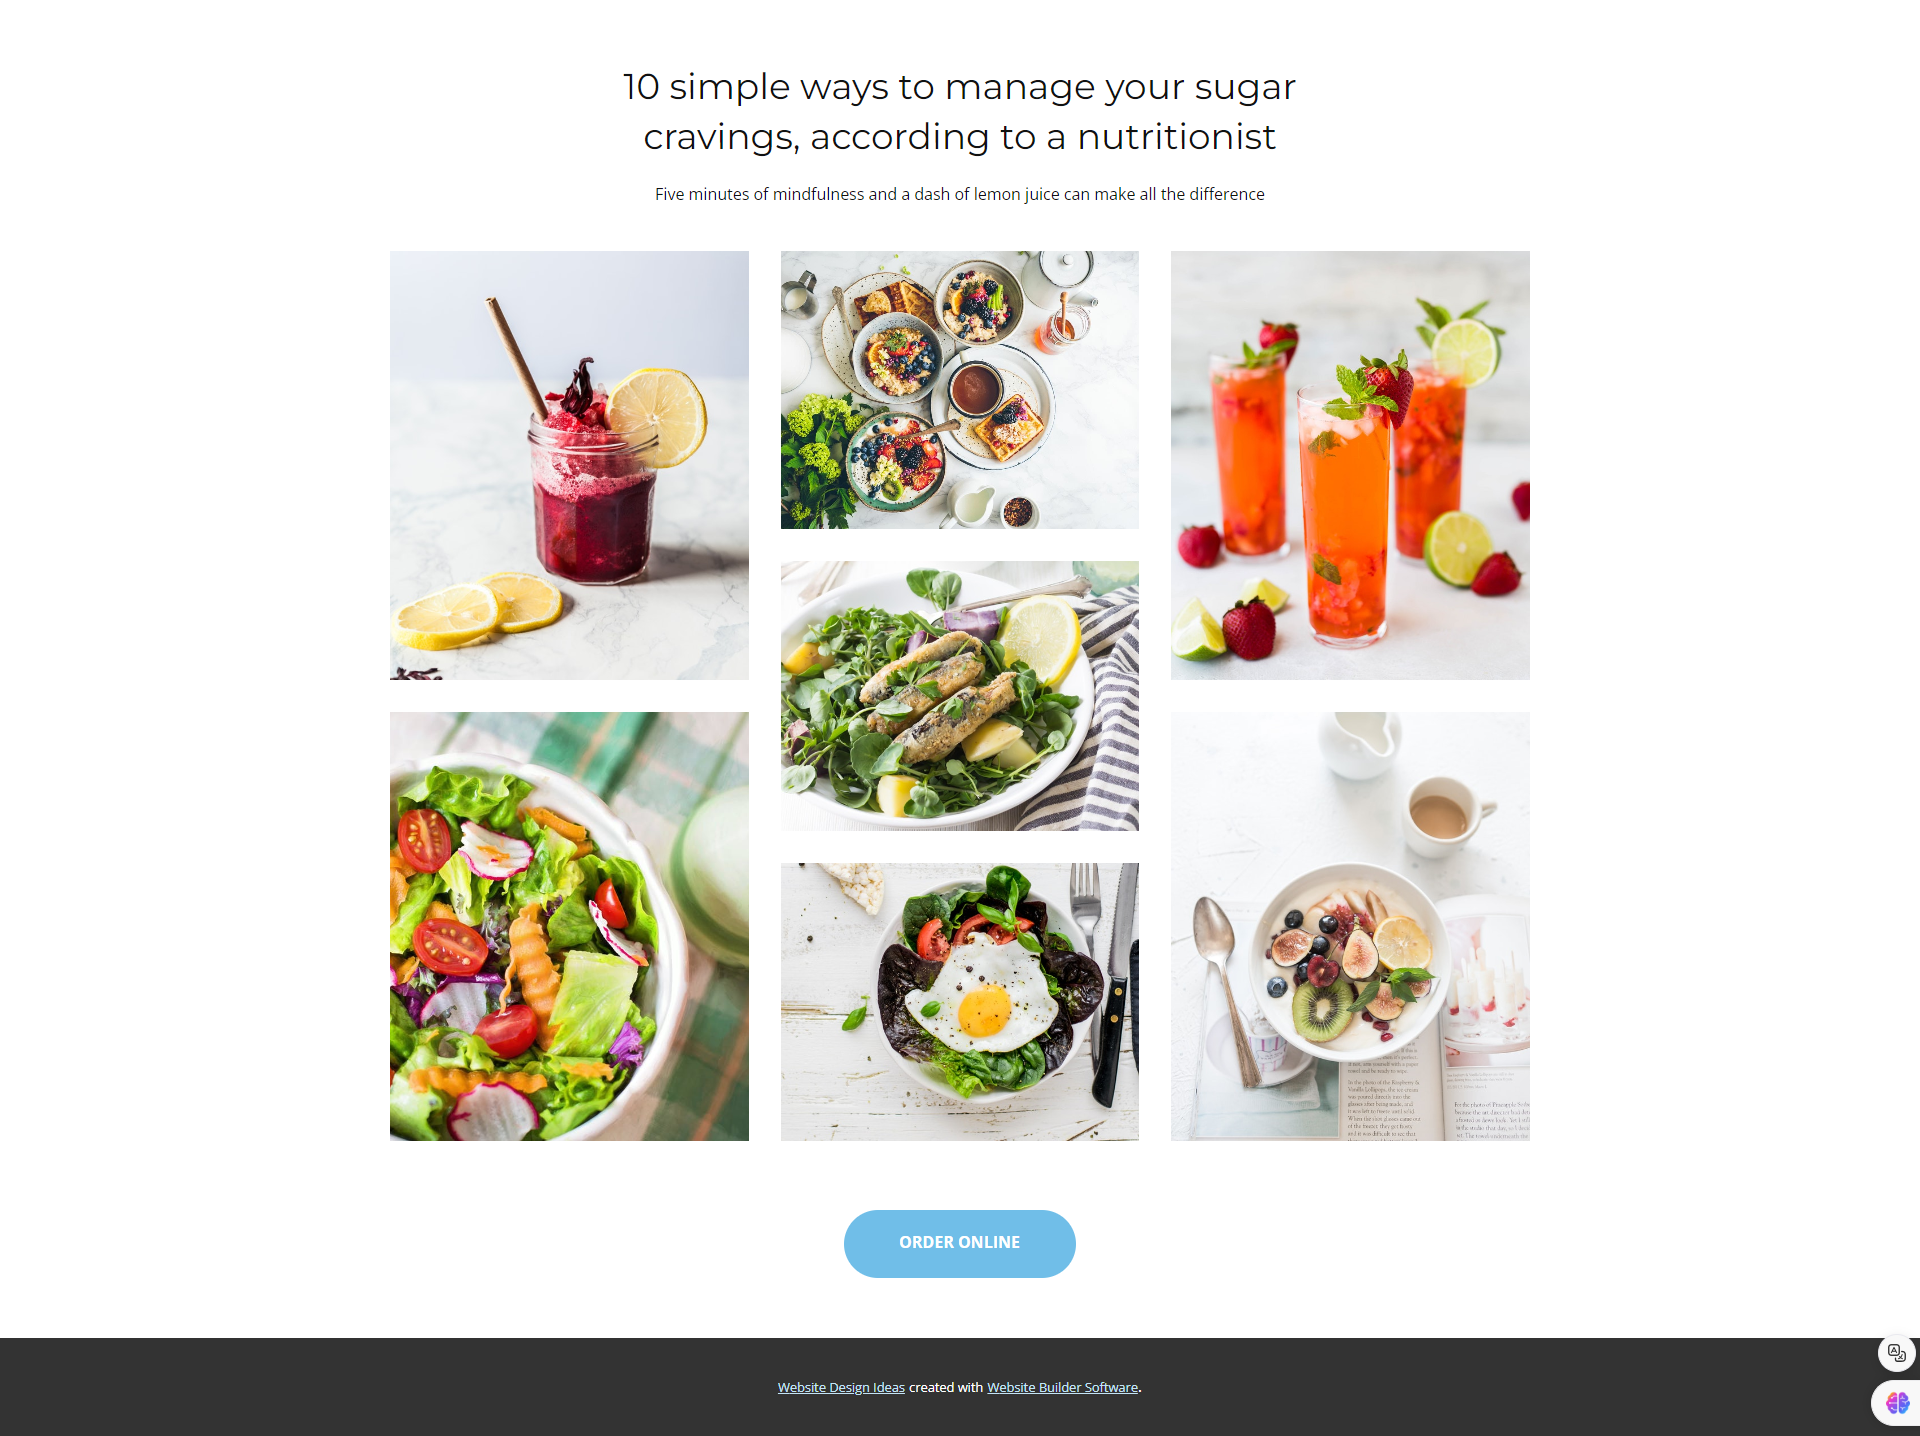 10 simple ways to manage your sugar
cravings, according to a nutritionist
Five minutes of mindfulness and a dash of lemon juice can make all the difference
ORDER ONLINE
Website Design Ideas created with Website Builder Software.